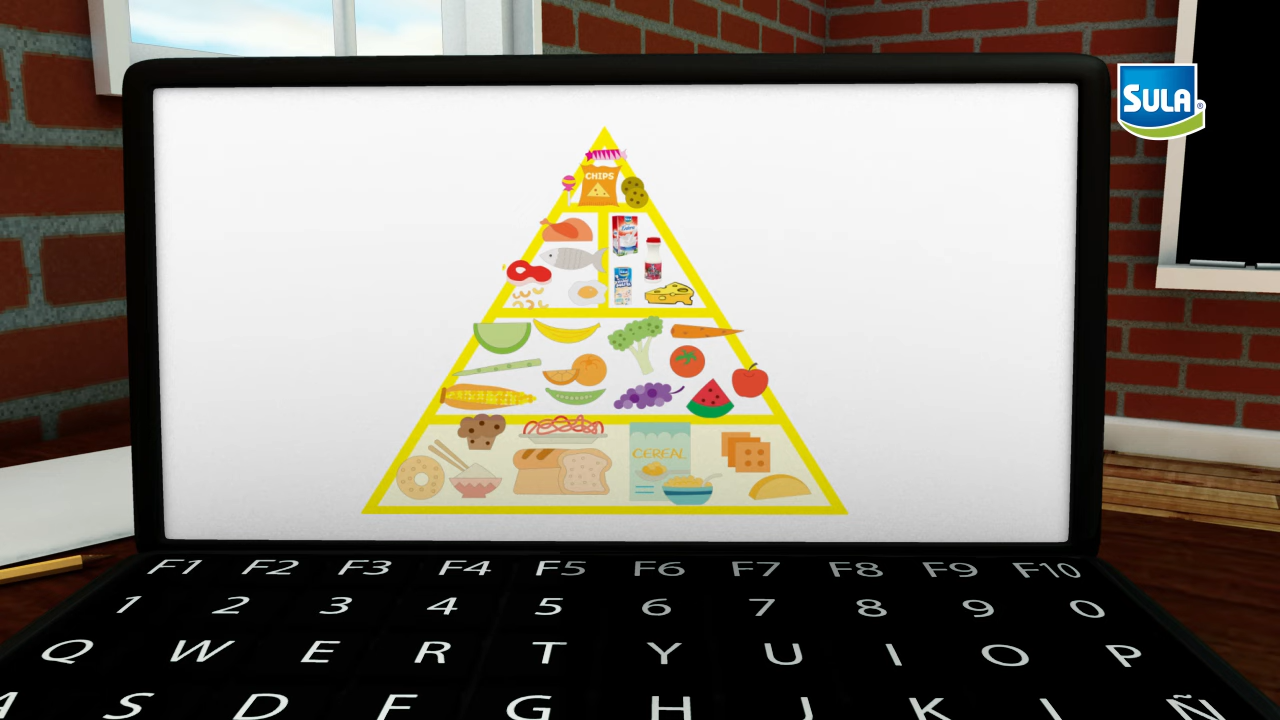 SULA
CHIPS
CEREAL
F1 F2 F3 F4 F5 F6 F7 F8 F9 F10
1 2 3 4 5 6 7 8 9 0
Q W E R T Y U I O P
A S D F G H J K L Ñ